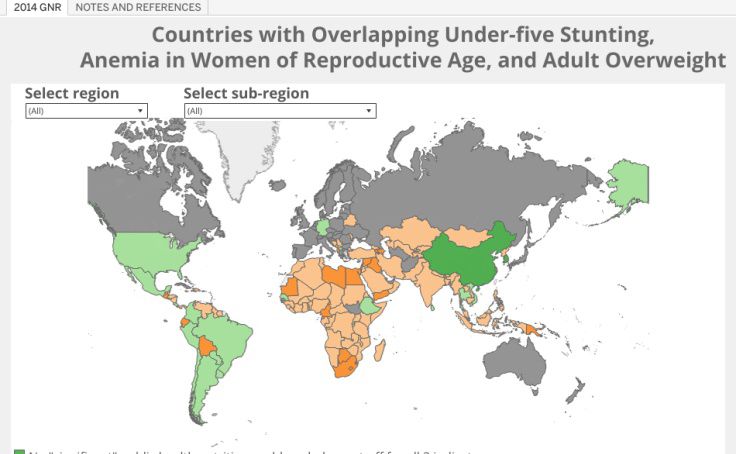 2014 GNR NOTES AND REFERENCES
Countries with Overlapping Under-five Stunting,
Anemia in Women of Reproductive Age, and Adult Overweight
Select region Select sub-region
(All) (All)